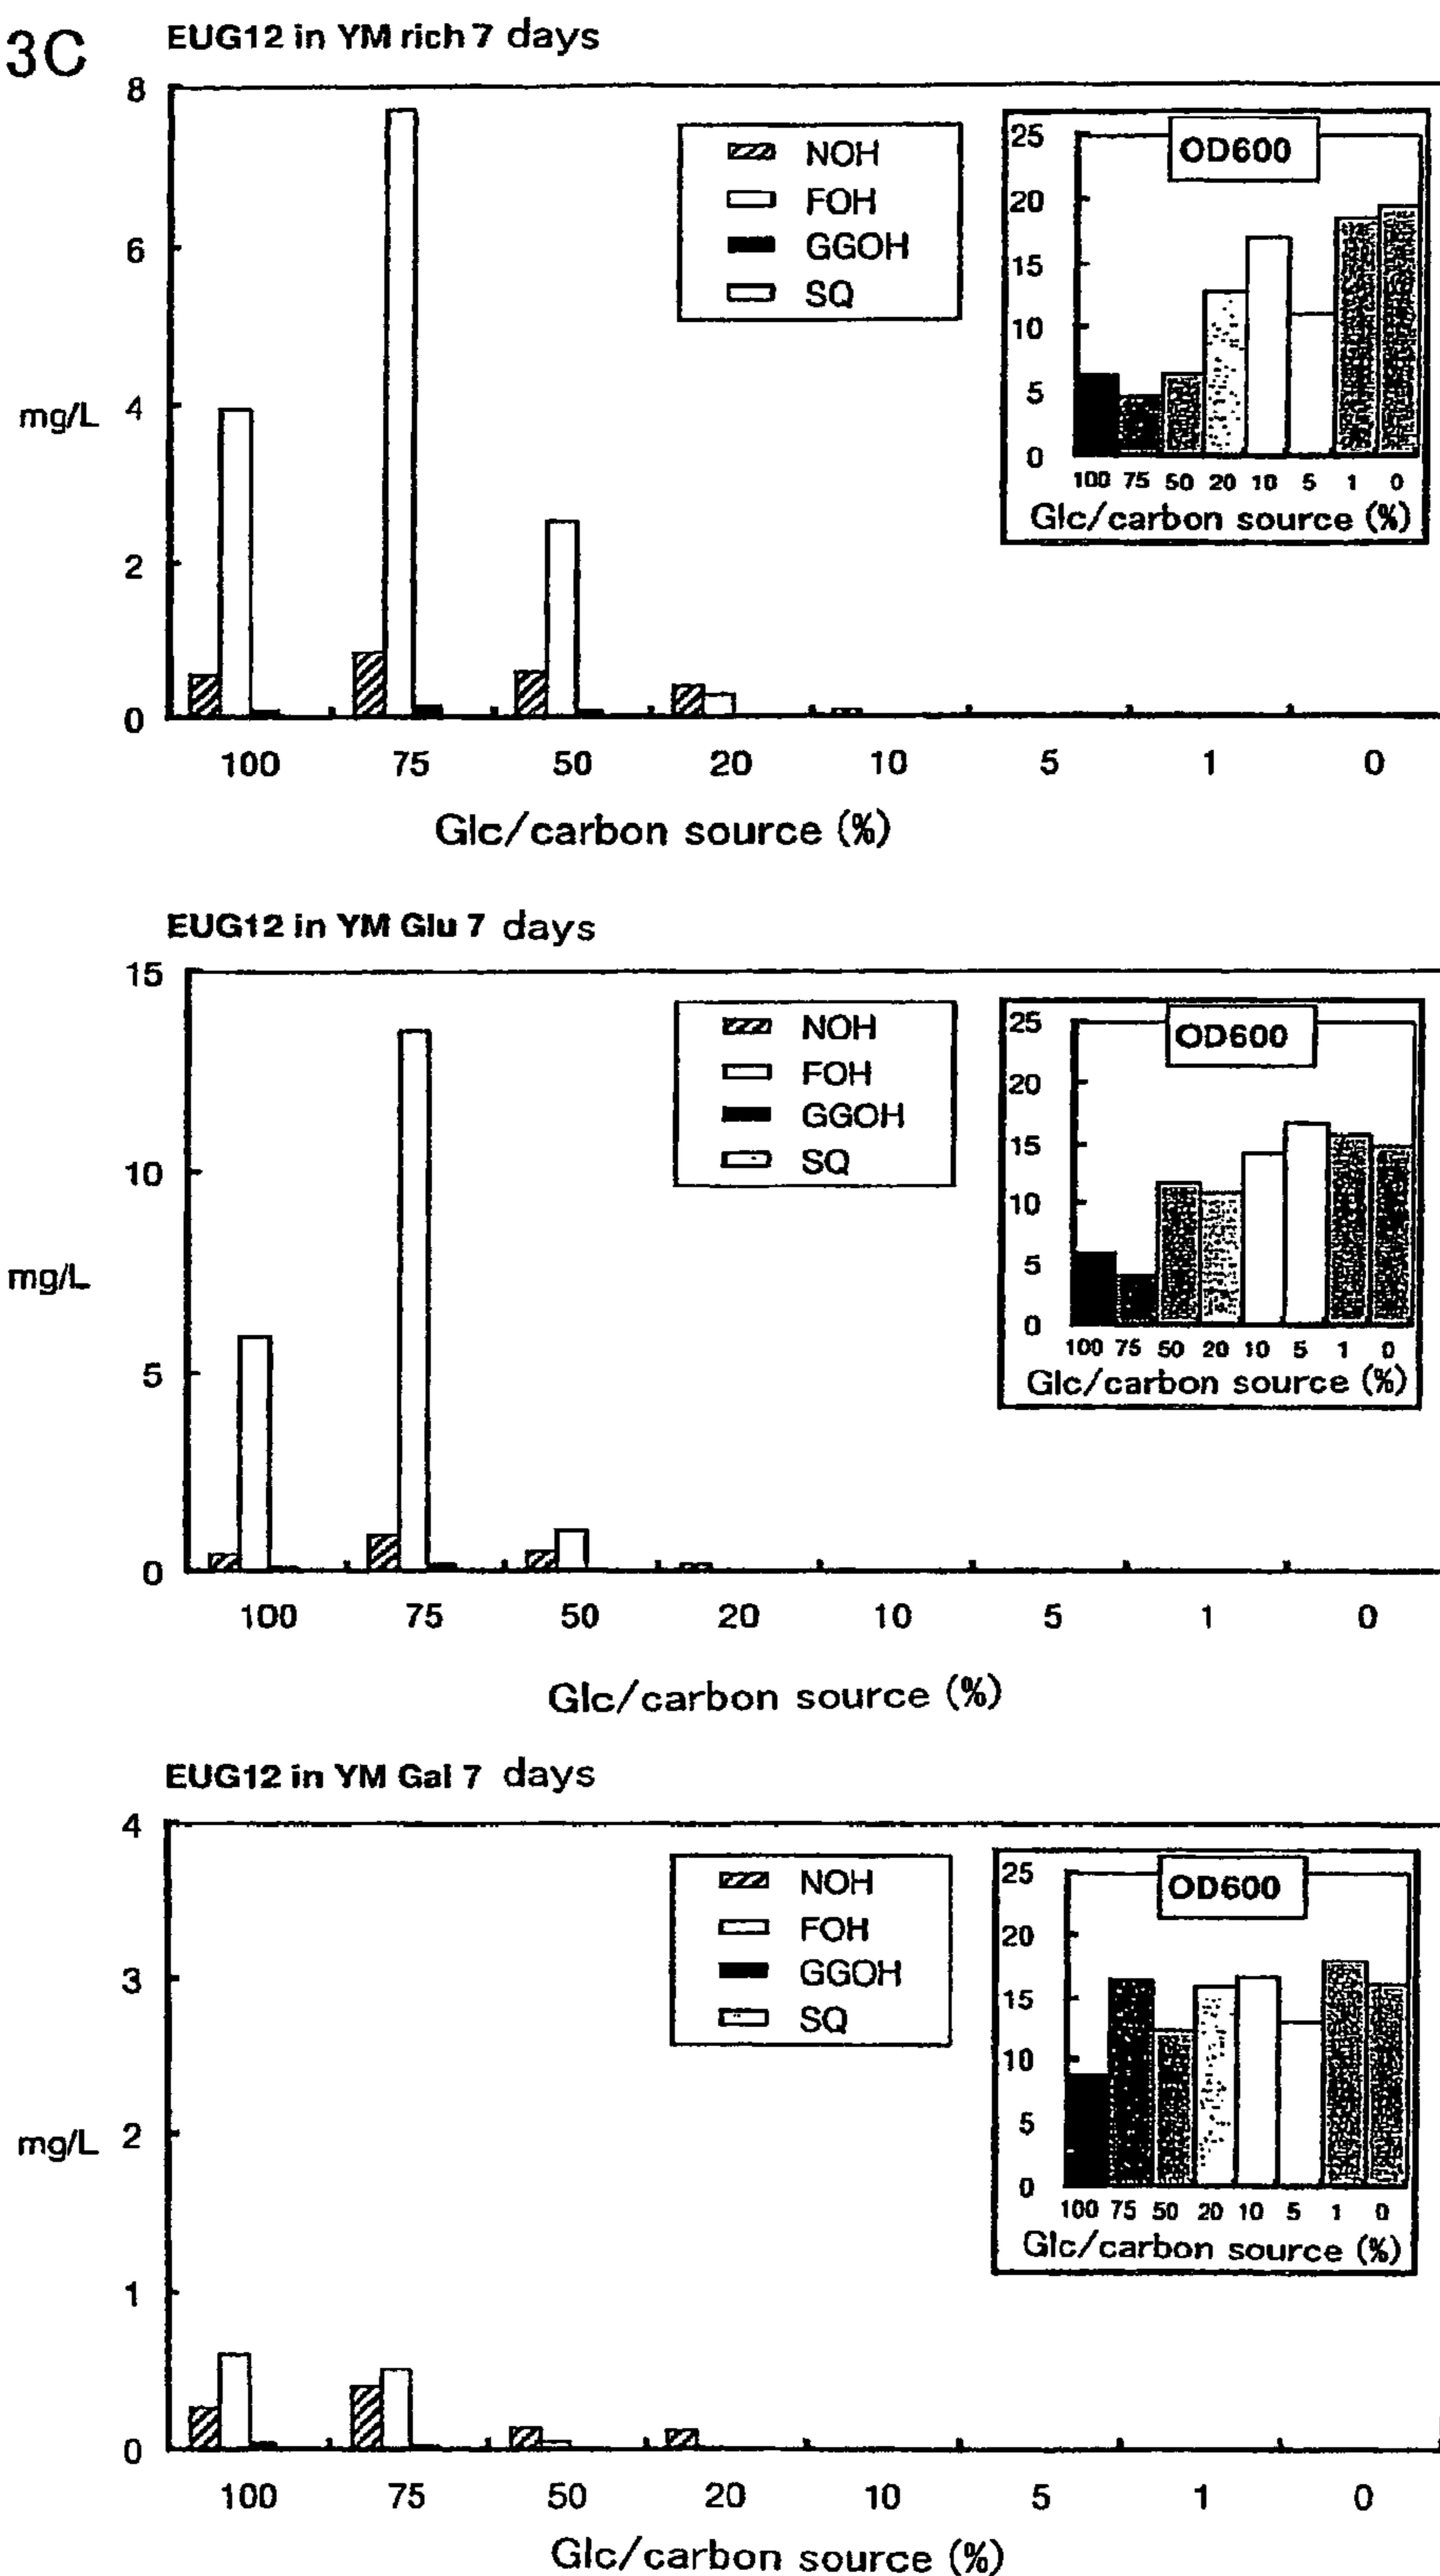 3C
EUG12 in YM rich 7 days
8
6
4
2
0
mg/L
NOH
FOH
GGOH
SQ
OD600
25
20
15
10
5
0
100 75 50 20 10 5 1 0
Glc/carbon source (%)
100 75 50 20 10 5 1 0
Glc/carbon source (%)
EUG12 in YM Glu 7 days
15
10
5
0
mg/L
NOH
FOH
GGOH
SQ
OD600
25
20
15
10
5
0
100 75 50 20 10 5 1 0
Glc/carbon source (%)
100 75 50 20 10 5 1 0
Glc/carbon source (%)
EUG12 in YM Gal 7 days
4
3
2
1
0
mg/L
NOH
FOH
GGOH
SQ
OD600
25
20
15
10
5
0
100 75 50 20 10 5 1 0
Glc/carbon source (%)
100 75 50 20 10 5 1 0
Glc/carbon source (%)